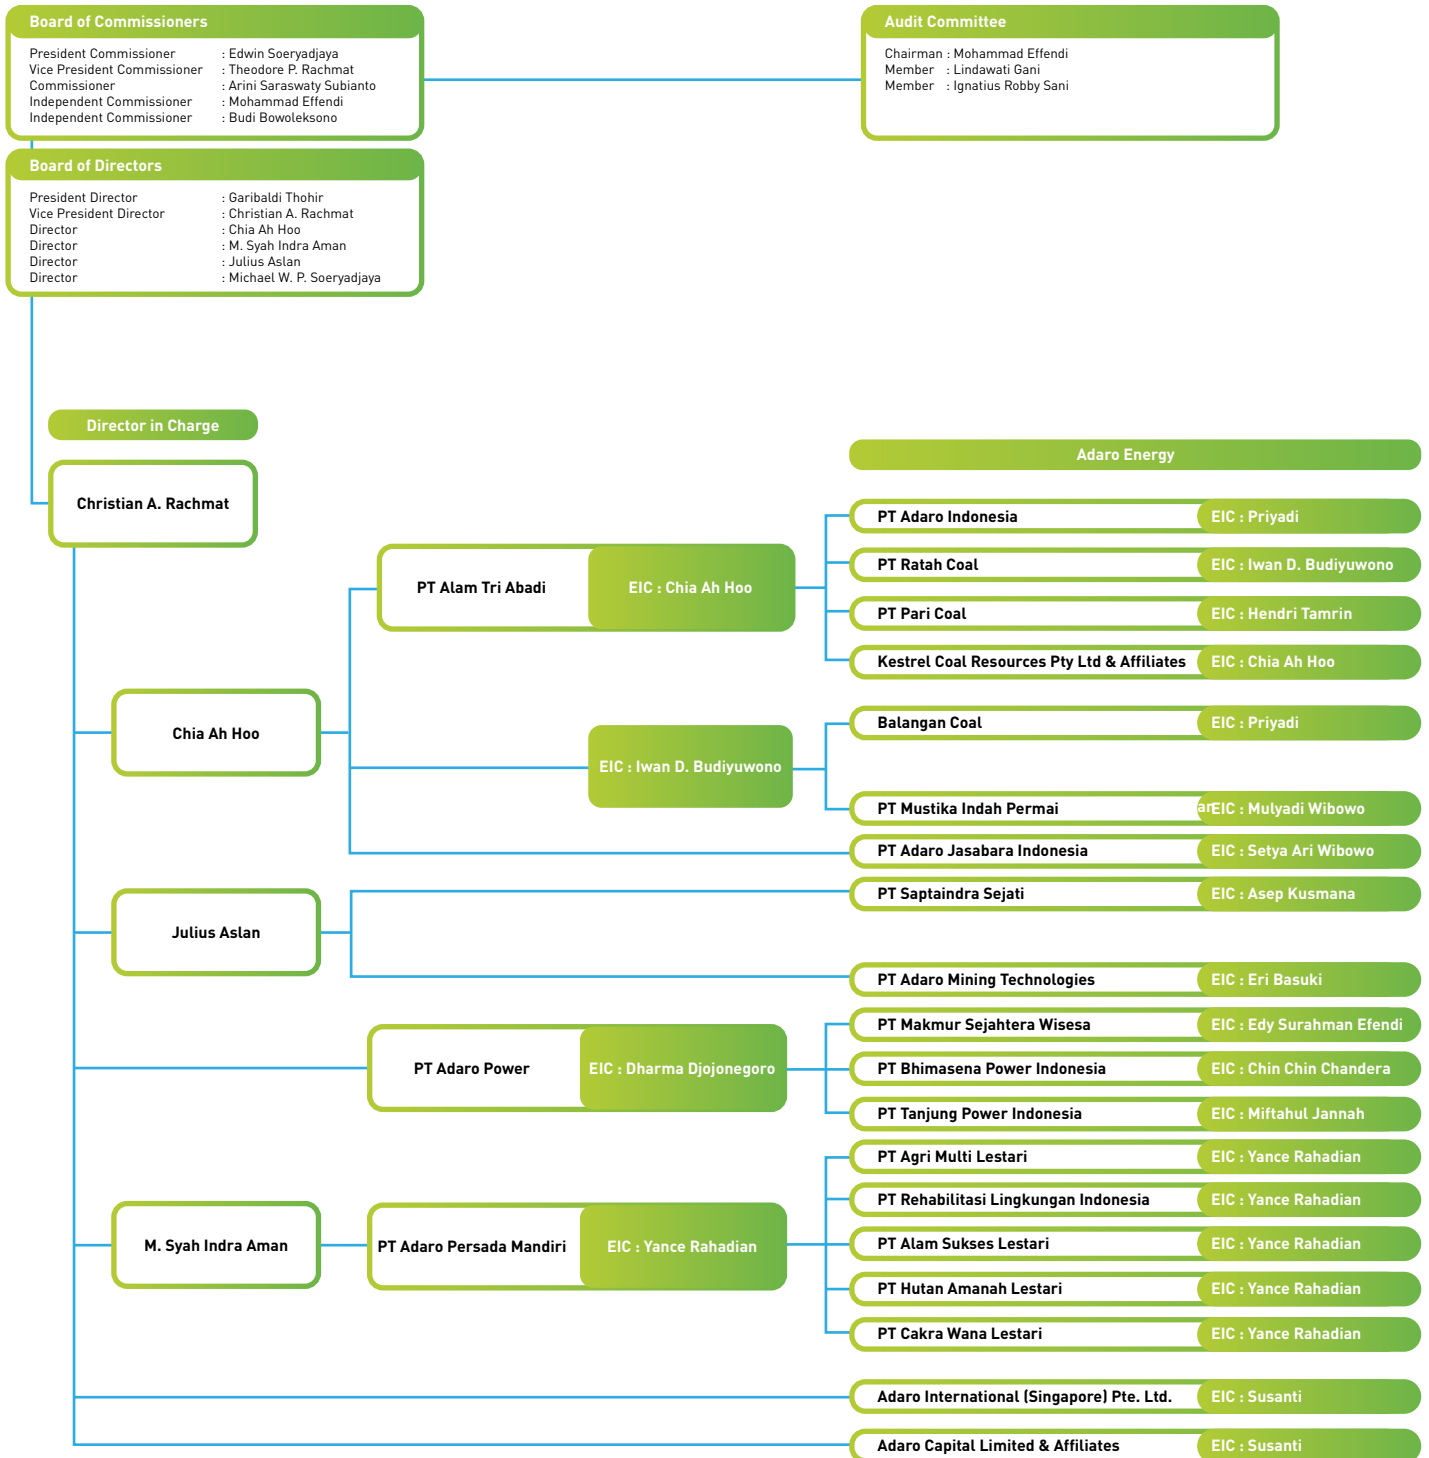 Board of Commissioners
President Commissioner : Edwin Soeryadjaya
Vice President Commissioner : Theodore P. Rachmat
Commissioner : Arini Saraswaty Subianto
Independent Commissioner : Mohammad Effendi
Independent Commissioner : Budi Bowoleksono
Audit Committee
Chairman : Mohammad Effendi
Member : Lindawati Gani
Member : Ignatius Robby Sani
Board of Directors
President Director : Garibaldi Thohir
Vice President Director : Christian A. Rachmat
Director : Chia Ah Hoo
Director : M. Syah Indra Aman
Director : Julius Aslan
Director : Michael W. P. Soeryadjaya
Director in Charge
Christian A. Rachmat
Adaro Energy
PT Alam Tri Abadi EIC : Chia Ah Hoo
PT Adaro Indonesia EIC : Priyadi
PT Ratah Coal EIC : Iwan D. Budiyuwono
PT Pari Coal EIC : Hendri Tamrin
Kestrel Coal Resources Pty Ltd & Affiliates EIC : Chia Ah Hoo
Chia Ah Hoo
EIC : Iwan D. Budiyuwono
Balangan Coal EIC : Priyadi
PT Mustika Indah Permai EIC : Mulyadi Wibowo
PT Adaro Jasabara Indonesia EIC : Setya Ari Wibowo
Julius Aslan
PT Saptaindra Sejati EIC : Asep Kusmana
PT Adaro Mining Technologies EIC : Eri Basuki
PT Adaro Power EIC : Dharma Djojonegoro
PT Makmur Sejahtera Wisesa EIC : Edy Surahman Efendi
PT Bhimasena Power Indonesia EIC : Chin Chin Chandera
PT Tanjung Power Indonesia EIC : Miftahul Jannah
M. Syah Indra Aman
PT Adaro Persada Mandiri EIC : Yance Rahadian
PT Agri Multi Lestari EIC : Yance Rahadian
PT Rehabilitasi Lingkungan Indonesia EIC : Yance Rahadian
PT Alam Sukses Lestari EIC : Yance Rahadian
PT Hutan Amanah Lestari EIC : Yance Rahadian
PT Cakra Wana Lestari EIC : Yance Rahadian
Adaro International (Singapore) Pte. Ltd. EIC : Susanti
Adaro Capital Limited & Affiliates EIC : Susanti